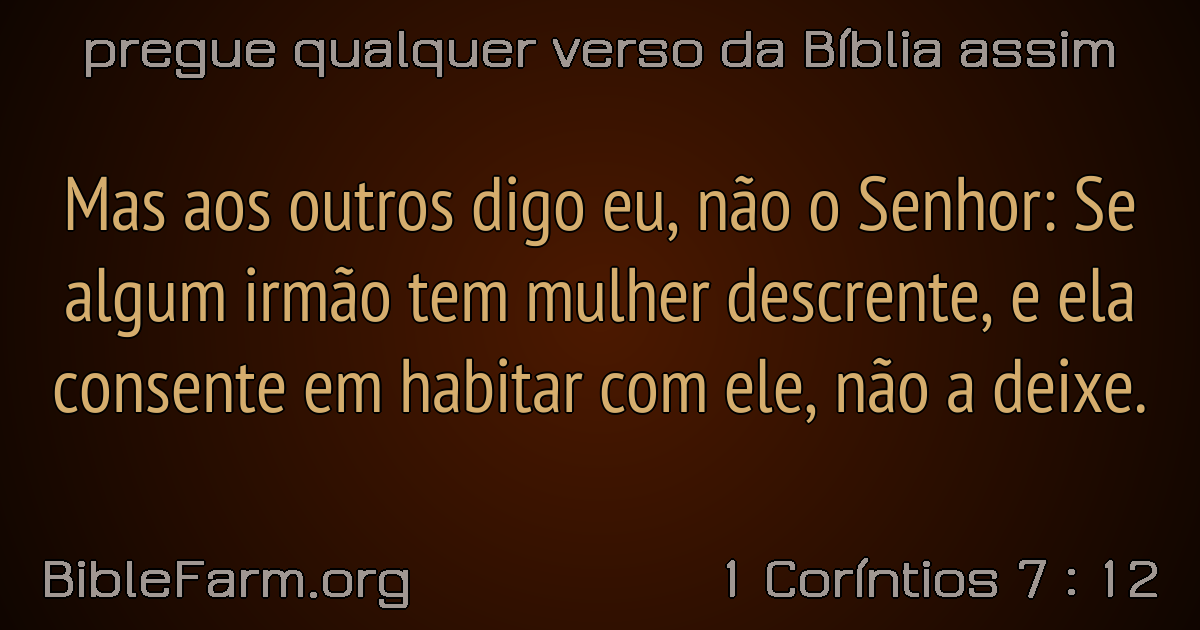 pregue qualquer verso da Bíblia assim
Mas aos outros digo eu, não o Senhor: Se
algum irmão tem mulher descrente, e ela
consente em habitar com ele, não a deixe.
BibleFarm.org
1 Coríntios 7 : 12